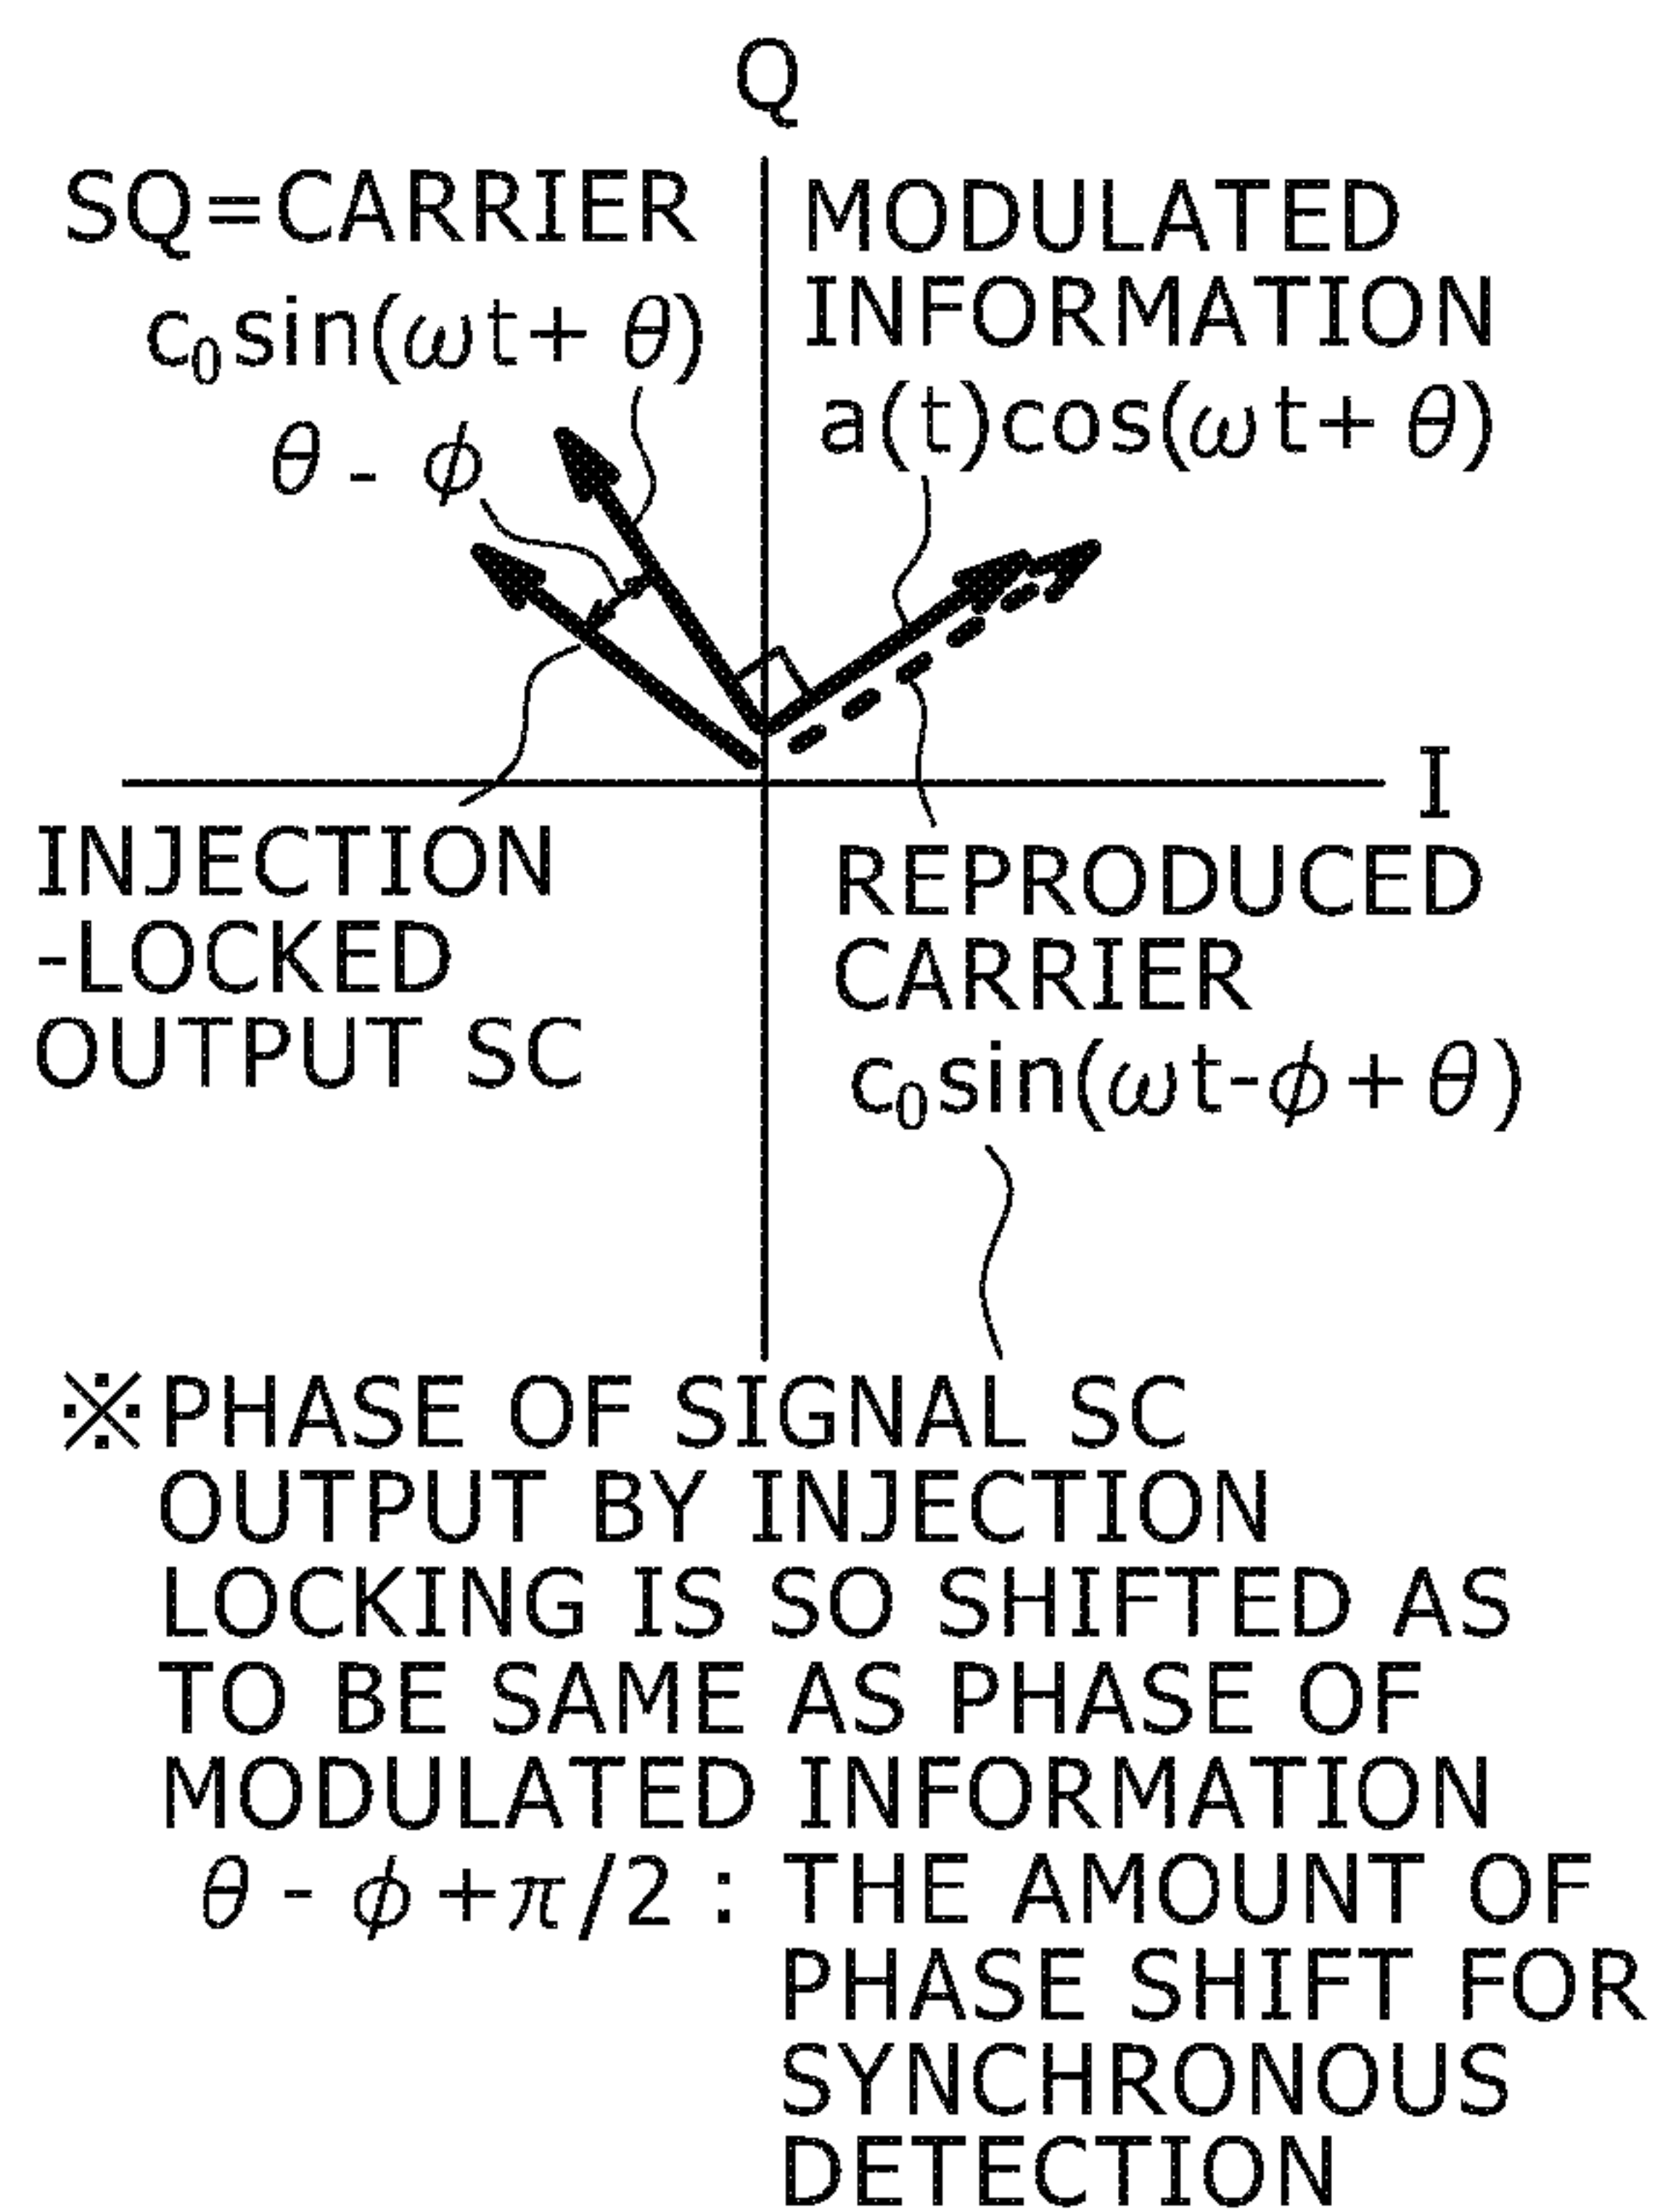 Q
SQ=CARRIER
c₀sin(ωt+ θ)
θ - ϕ
MODULATED
INFORMATION
a(t)cos(ωt+ θ)
I
INJECTION
-LOCKED
OUTPUT SC
REPRODUCED
CARRIER
c₀sin(ωt-ϕ+θ)
※PHASE OF SIGNAL SC
OUTPUT BY INJECTION
LOCKING IS SO SHIFTED AS
TO BE SAME AS PHASE OF
MODULATED INFORMATION
θ - ϕ+π/2 : THE AMOUNT OF
PHASE SHIFT FOR
SYNCHRONOUS
DETECTION